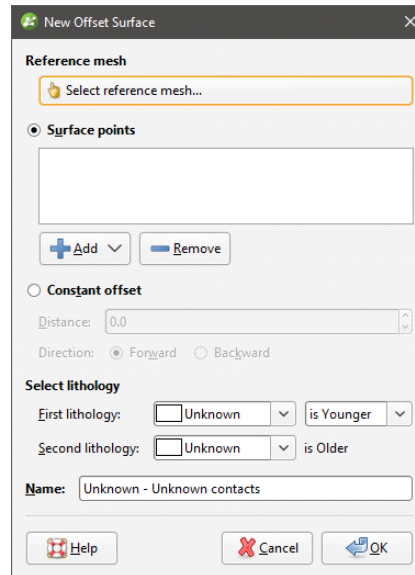 New Offset Surface
Reference mesh
Select reference mesh...
Surface points
Add
Remove
Constant offset
Distance: 0.0
Direction: Forward Backward
Select lithology
First lithology: Unknown is Younger
Second lithology: Unknown is Older
Name: Unknown - Unknown contacts
Help Cancel OK